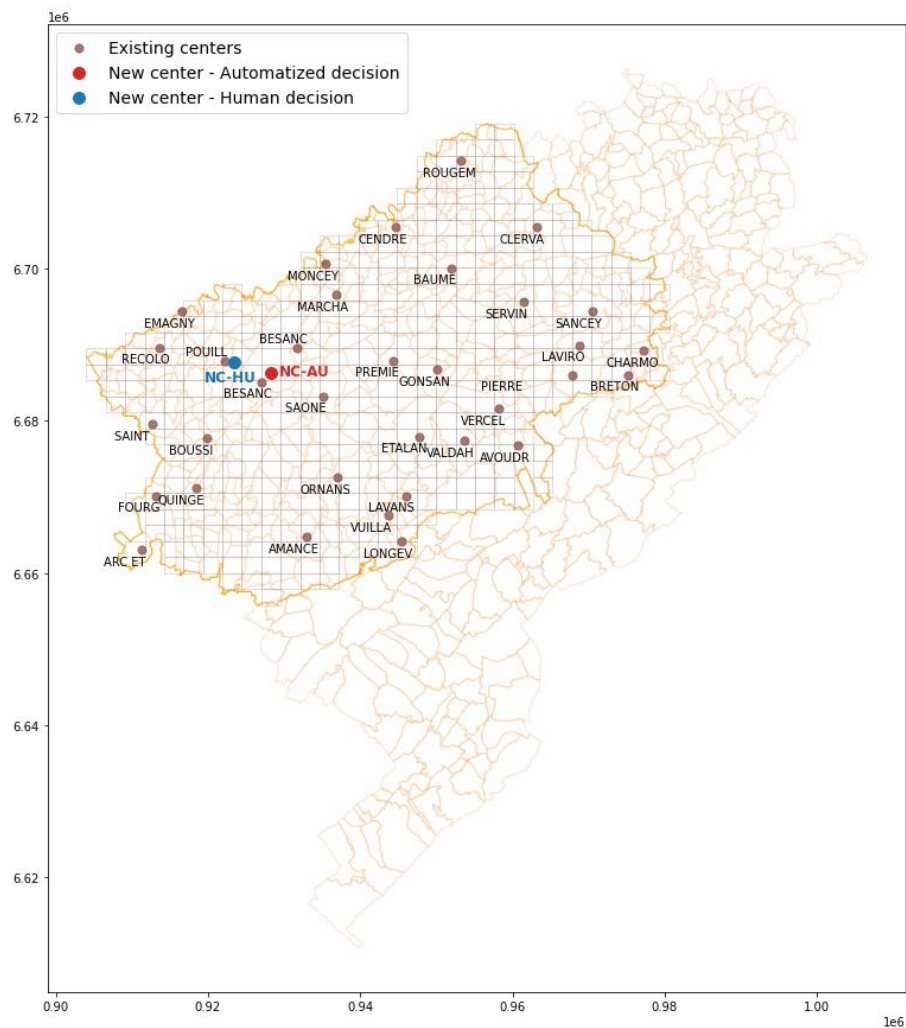 1e6
Existing centers
New center - Automatized decision
New center - Human decision
6.72
ROUGEM
CENDRE
CLERVA
6.70
MONCEY
BAUME
MARCHA
SERVIN
EMAGNY
SANCEY
BESANC
POUILL
RECOLO
LAVIRO
CHARMO
NC-AU
PREMIE
NC-HU
GONSAN
BESANC
PIERRE
BRETON
SAONE
6.68
VERCEL
SAINT
BOUSSI
ETALAN
VALDAH
AVOUDR
ORNANS
QUINGE
FOURG
LAVANS
VUILLA
AMANCE
LONGEV
ARC ET
6.66
6.64
6.62
0.90 0.92 0.94 0.96 0.98 1.00
1e6